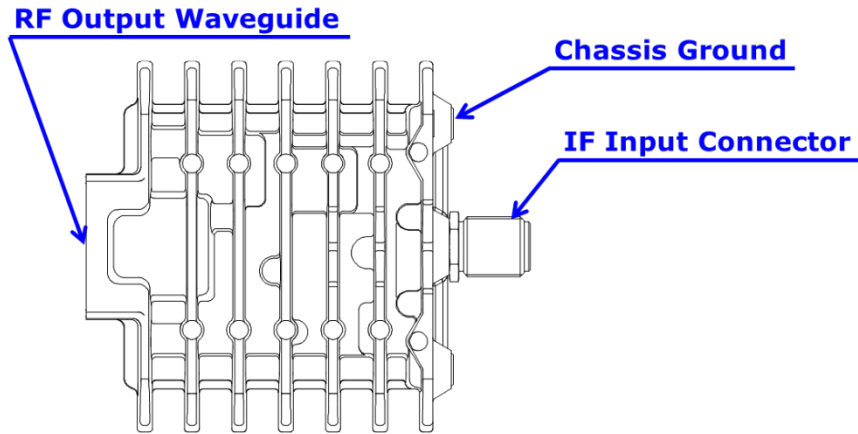 RF Output Waveguide
Chassis Ground
IF Input Connector